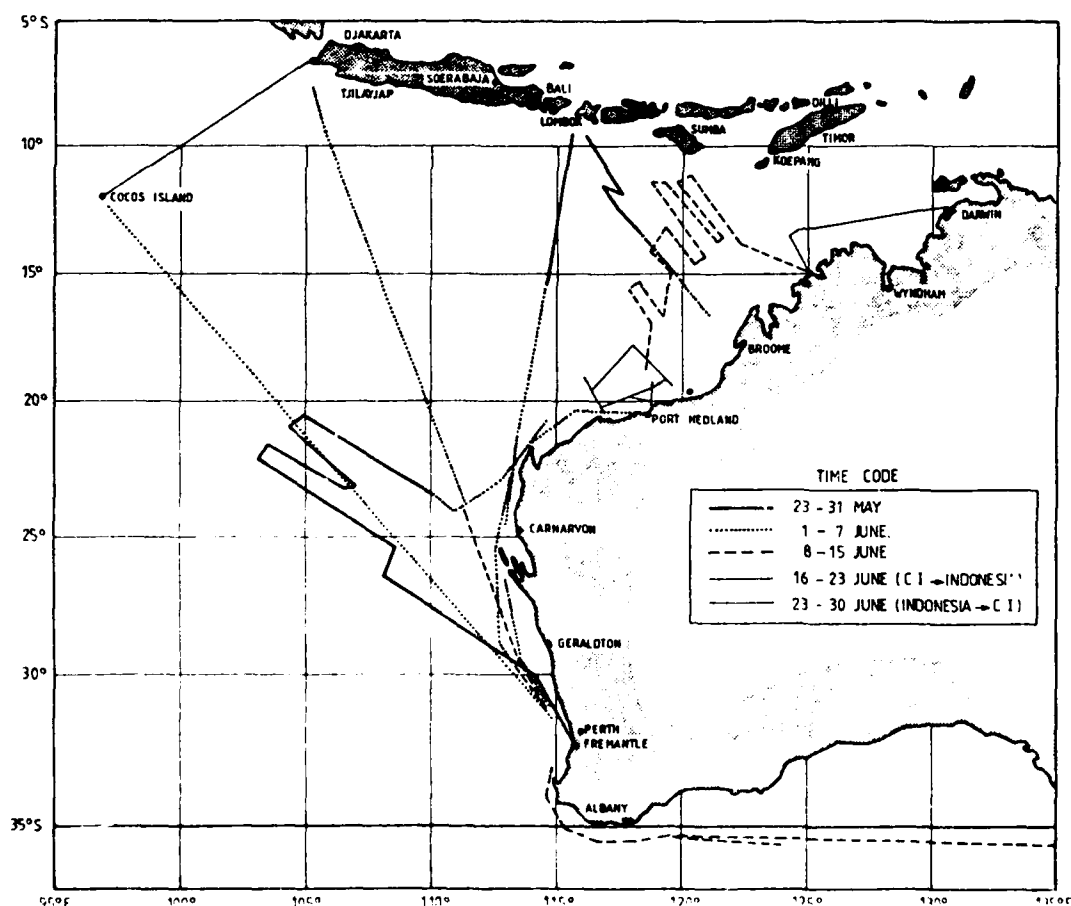 5°S
DJAKARTA
SOERABAJA
TJILATJAP
BALI
LOMBOK
SUMBA
DILLI
TIMOR
KOEPANG
10°
COCOS ISLAND
DARWIN
WYNDHAM
15°
BROOME
20°
PORT HEDLAND
TIME CODE
23 - 31 MAY
1 - 7 JUNE.
8 - 15 JUNE
16 - 23 JUNE (C I → INDONESI
23 - 30 JUNE (INDONESIA → C I)
25°
CARNARVON
GERALDTON
30°
PERTH
FREMANTLE
ALBANY
35°S
95°E
100°
105°
110°
115°
120°
125°
130°